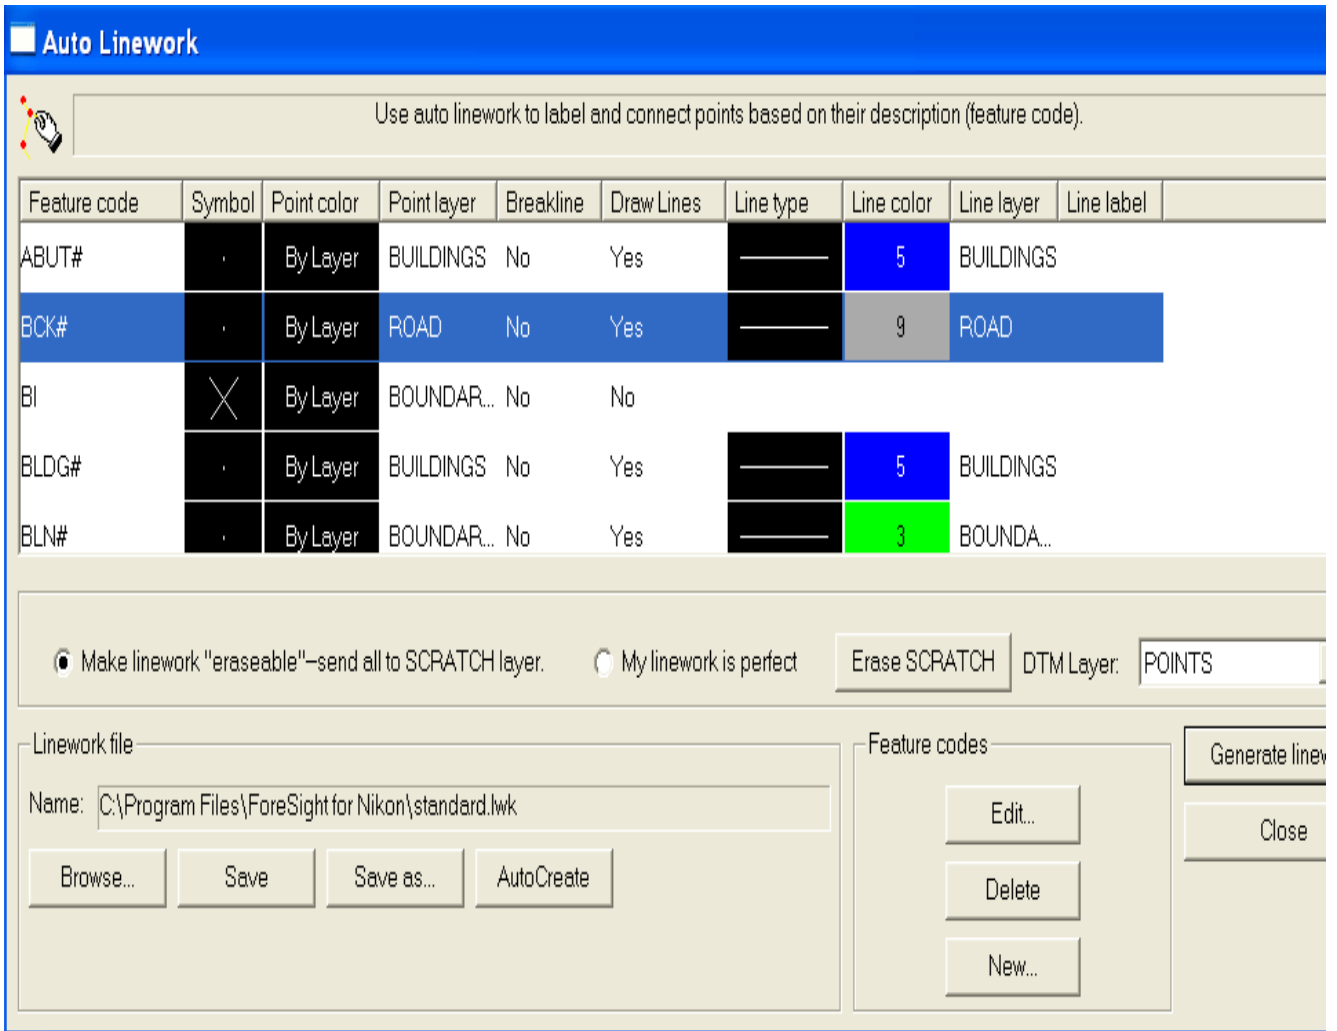 Auto Linework
Use auto linework to label and connect points based on their description (feature code).
Feature code Symbol Point color Point layer Breakline Draw Lines Line type Line color Line layer Line label
ABUT# By Layer BUILDINGS No Yes 5 BUILDINGS
BCK# By Layer ROAD No Yes 9 ROAD
BI By Layer BOUNDAR... No No
BLDG# By Layer BUILDINGS No Yes 5 BUILDINGS
BLN# By Layer BOUNDAR... No Yes 3 BOUNDA...
Make linework "eraseable"--send all to SCRATCH layer. My linework is perfect Erase SCRATCH DTM Layer: POINTS
Linework file Feature codes
Generate linew
Name: C:\Program Files\ForeSight for Nikon\standard.lwk Edit...
Close
Browse... Save Save as... AutoCreate Delete
New...